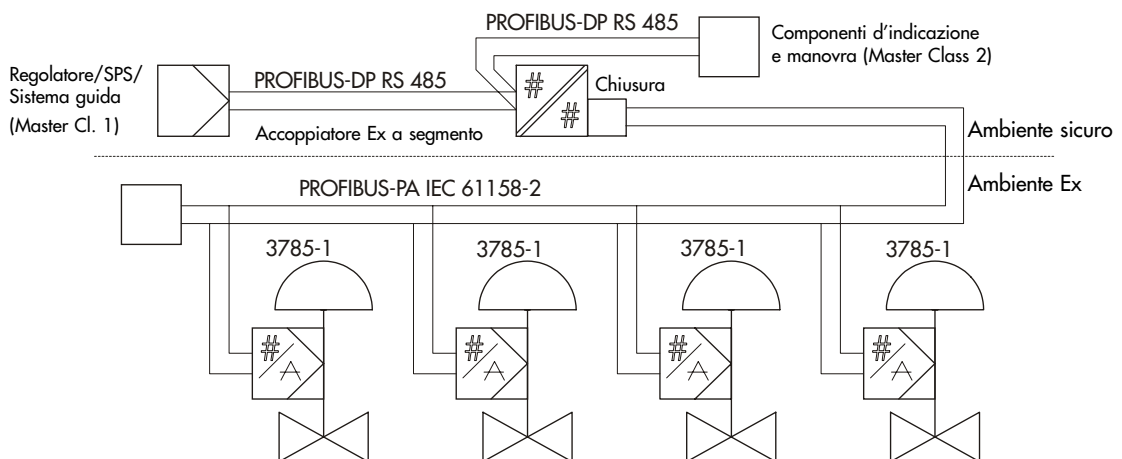 PROFIBUS-DP RS 485
Componenti d'indicazione
e manovra (Master Class 2)
Regolatore/SPS/
Sistema guida
(Master Cl. 1)
PROFIBUS-DP RS 485
#
#
Chiusura
Accoppiatore Ex a segmento
Ambiente sicuro
Ambiente Ex
PROFIBUS-PA IEC 61158-2
3785-1
3785-1
3785-1
3785-1
# A
# A
# A
# A